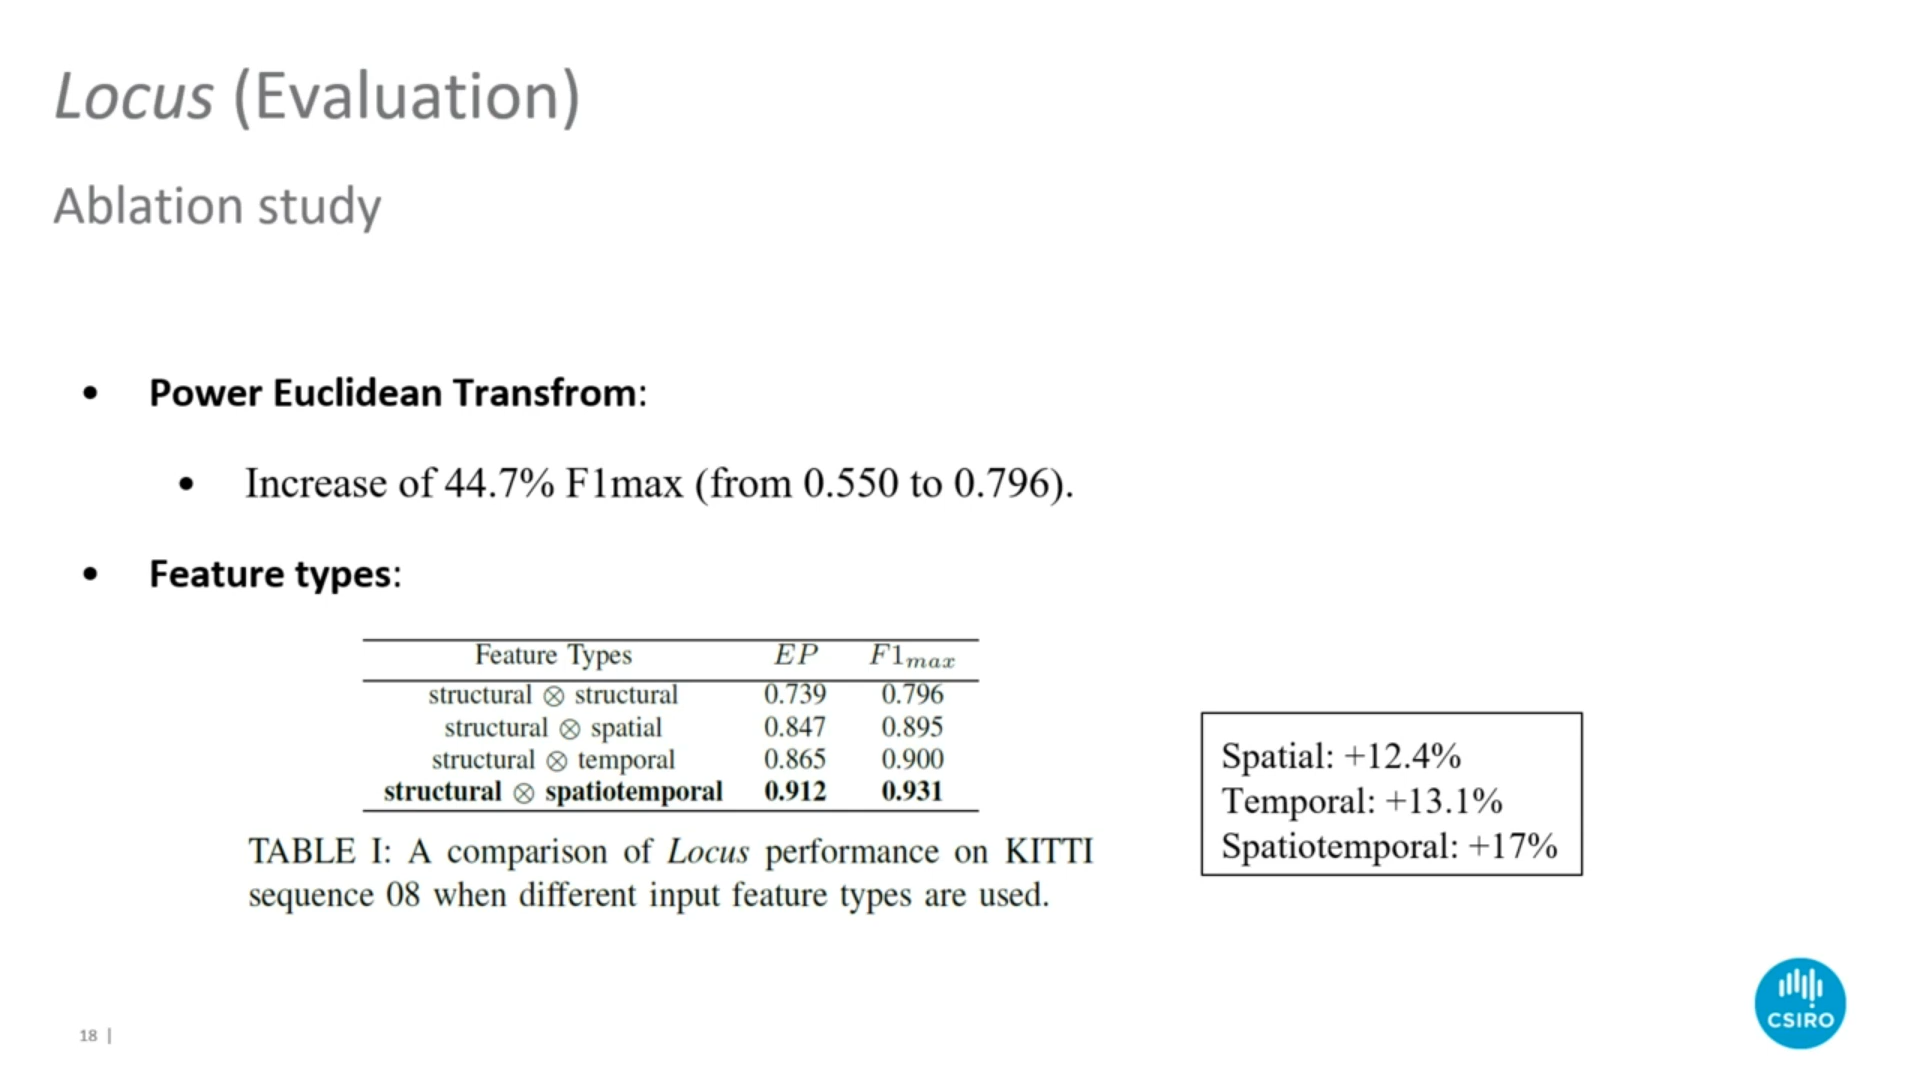 Locus (Evaluation)
Ablation study
• Power Euclidean Transfrom:
• Increase of 44.7% F1max (from 0.550 to 0.796).
• Feature types:
Feature Types EP F1max
structural ⊗ structural 0.739 0.796
structural ⊗ spatial 0.847 0.895
structural ⊗ temporal 0.865 0.900
structural ⊗ spatiotemporal 0.912 0.931
TABLE I: A comparison of Locus performance on KITTI
sequence 08 when different input feature types are used.
Spatial: +12.4%
Temporal: +13.1%
Spatiotemporal: +17%
CSIRO
18 |